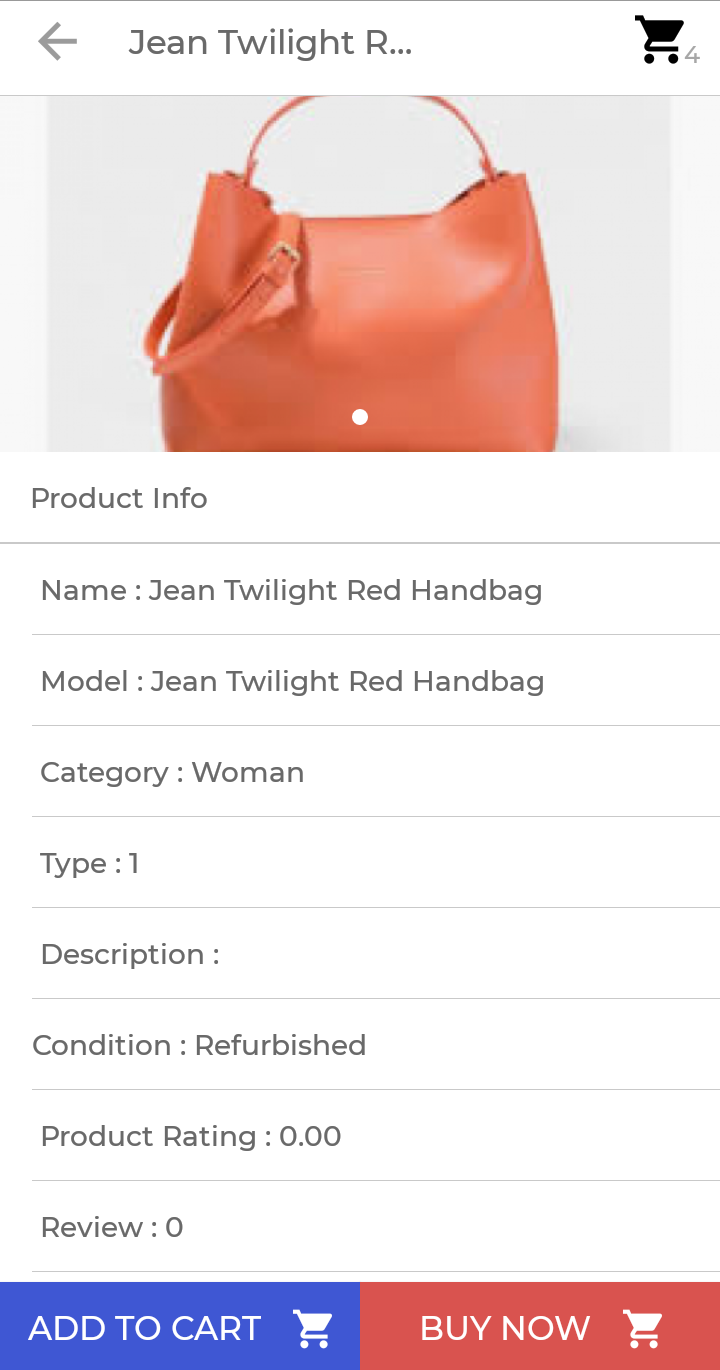 Jean Twilight R...
4
Product Info
Name : Jean Twilight Red Handbag
Model : Jean Twilight Red Handbag
Category : Woman
Type : 1
Description :
Condition : Refurbished
Product Rating : 0.00
Review : 0
ADD TO CART
BUY NOW